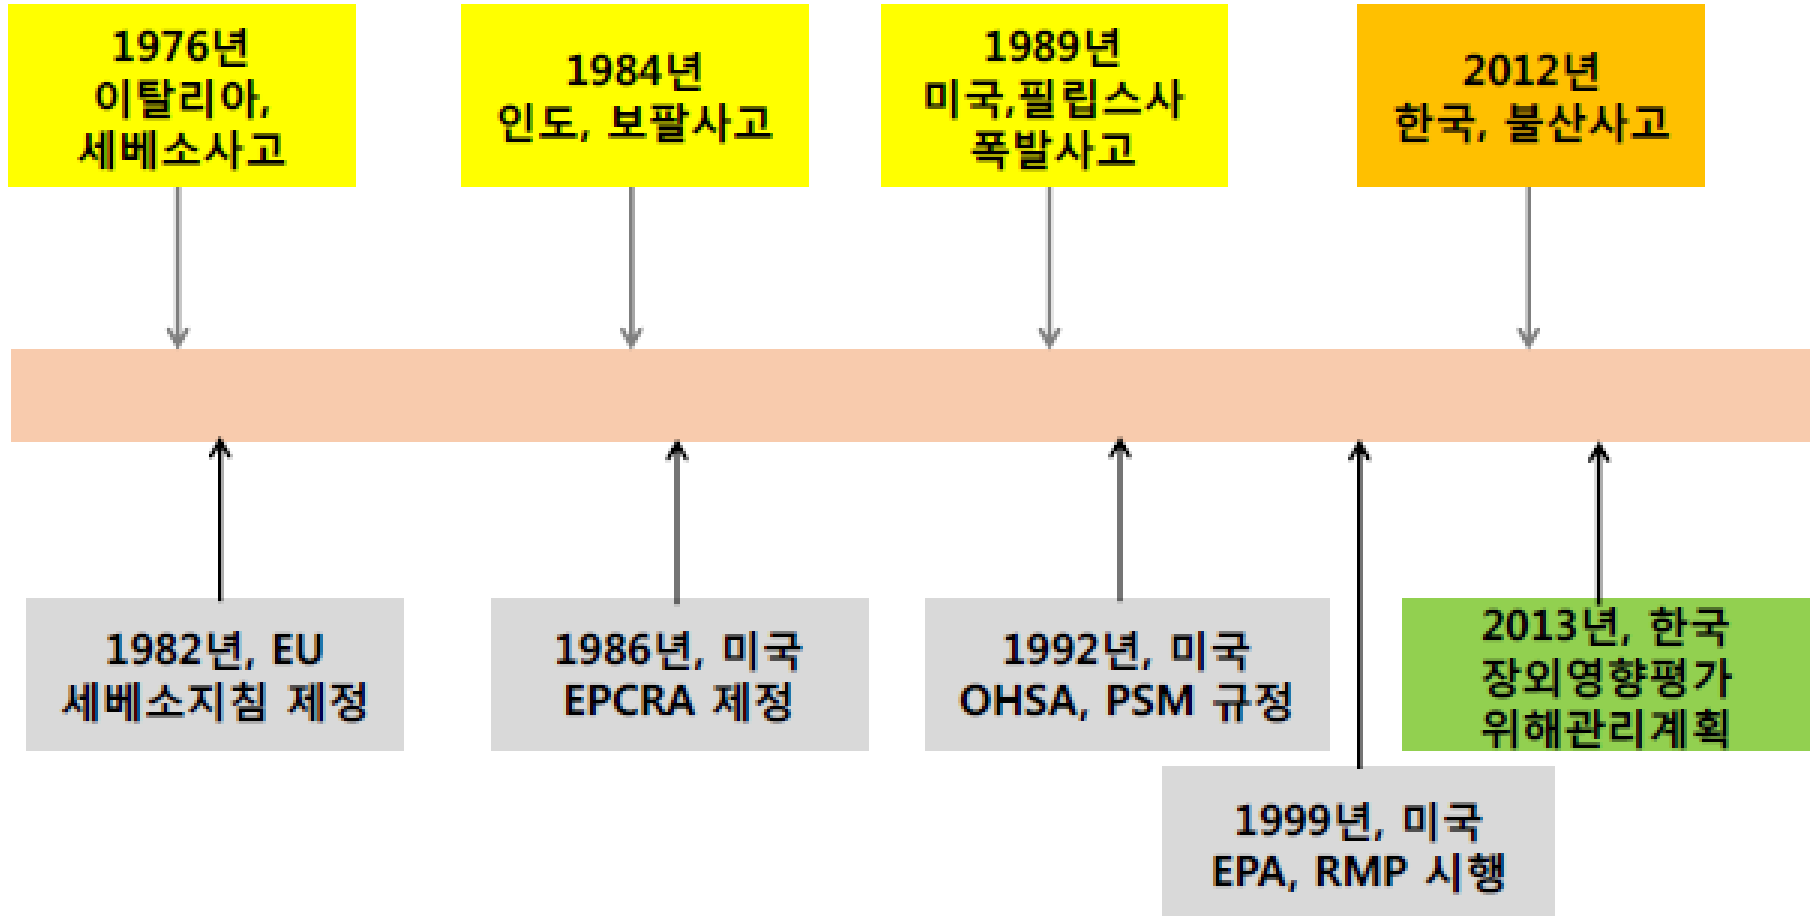 1976년
이탈리아,
세베소사고
1984년
인도, 보팔사고
1989년
미국,필립스사
폭발사고
2012년
한국, 불산사고
1982년, EU
세베소지침 제정
1986년, 미국
EPCRA 제정
1992년, 미국
OHSA, PSM 규정
2013년, 한국
장외영향평가
위해관리계획
1999년, 미국
EPA, RMP 시행